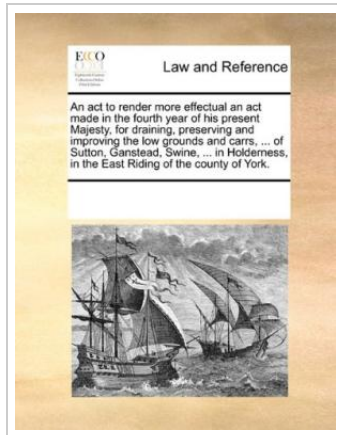 ECCO
Law and Reference
An act to render more effectual an act
made in the fourth year of his present
Majesty, for draining, preserving and
improving the low grounds and carrs, ... of
Sutton, Ganstead, Swine, ... in Holderness,
in the East Riding of the county of York.